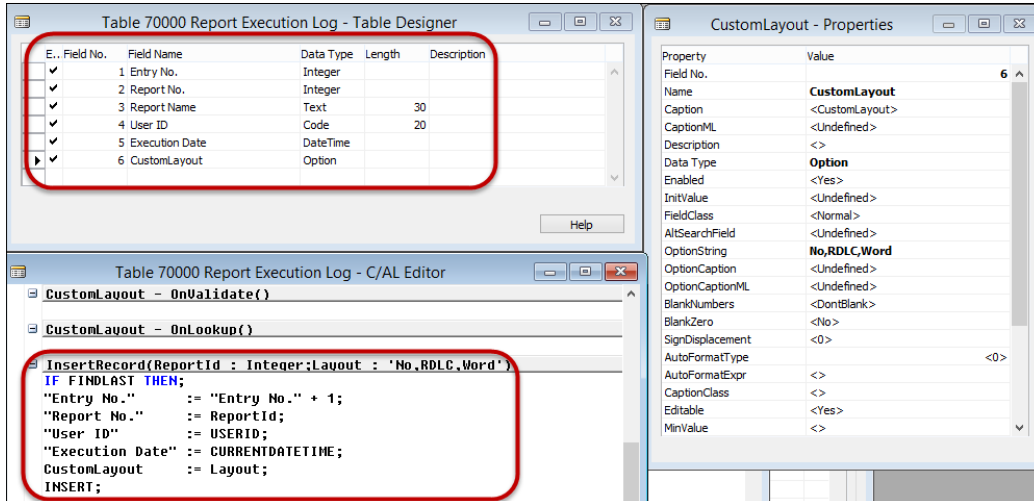 Table 70000 Report Execution Log - Table Designer
E.. Field No. Field Name Data Type Length Description
1 Entry No. Integer
2 Report No. Integer
3 Report Name Text 30
4 User ID Code 20
5 Execution Date DateTime
6 CustomLayout Option
Help
Table 70000 Report Execution Log - C/AL Editor
CustomLayout - OnValidate()
CustomLayout - OnLookup()
InsertRecord(ReportId : Integer;Layout : 'No,RDLC,Word')
IF FINDLAST THEN;
"Entry No." := "Entry No." + 1;
"Report No." := ReportId;
"User ID" := USERID;
"Execution Date" := CURRENTDATETIME;
CustomLayout := Layout;
INSERT;
CustomLayout - Properties
Property Value
Field No. 6
Name CustomLayout
Caption <CustomLayout>
CaptionML <Undefined>
Description <>
Data Type Option
Enabled <Yes>
InitValue <Undefined>
FieldClass <Normal>
AltSearchField <Undefined>
OptionString No,RDLC,Word
OptionCaption <Undefined>
OptionCaptionML <Undefined>
BlankNumbers <DontBlank>
BlankZero <No>
SignDisplacement <0>
AutoFormatType <0>
AutoFormatExpr <>
CaptionClass <>
Editable <Yes>
MinValue <>